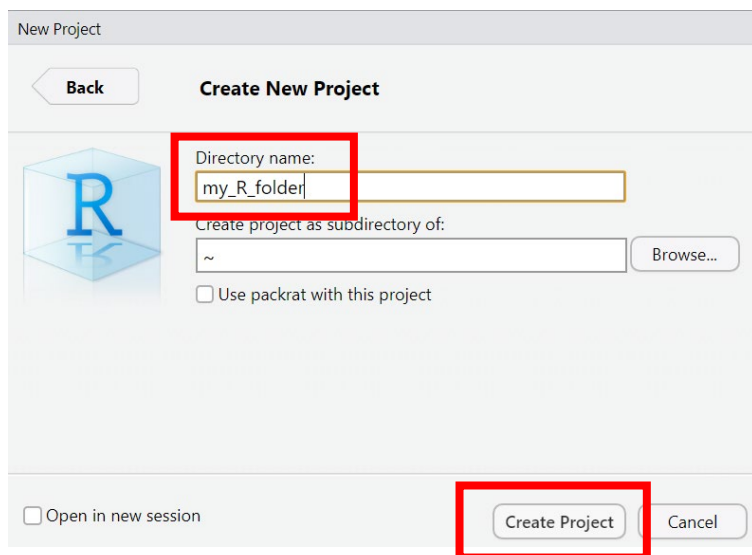 New Project
Back
Create New Project
R
Directory name:
my_R_folder
Create project as subdirectory of:
~
Browse...
Use packrat with this project
Open in new session
Create Project
Cancel